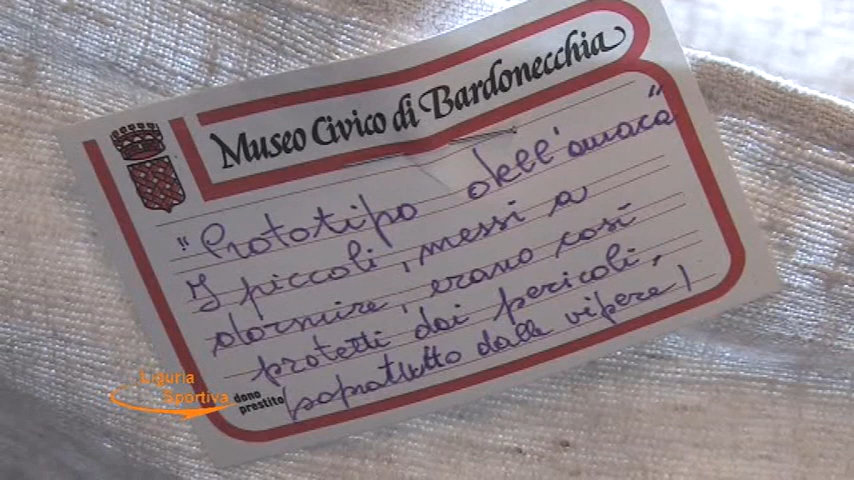 Museo Civico di Bardonecchia
"Prototipo dell'amaca"
I piccoli, messi a
dormire, erano così
protetti dai pericoli,
soprattutto dalle vipere!
dono
prestito
Liguria
Sportiva